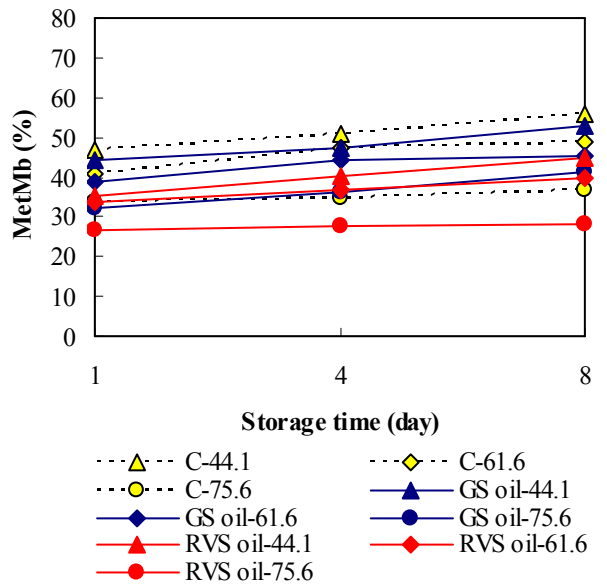 80
70
60
50
40
30
20
10
0
MetMb (%)
1 4 8
Storage time (day)
C-44.1 C-61.6
C-75.6 GS oil-44.1
GS oil-61.6 GS oil-75.6
RVS oil-44.1 RVS oil-61.6
RVS oil-75.6